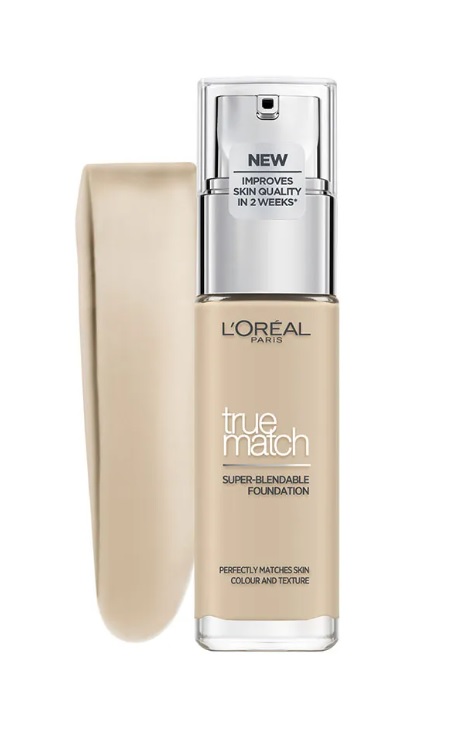 NEW
IMPROVES
SKIN QUALITY
IN 2 WEEKS*
L'ORÉAL
PARIS
true
match
SUPER-BLENDABLE
FOUNDATION
PERFECTLY MATCHES SKIN
COLOUR AND TEXTURE